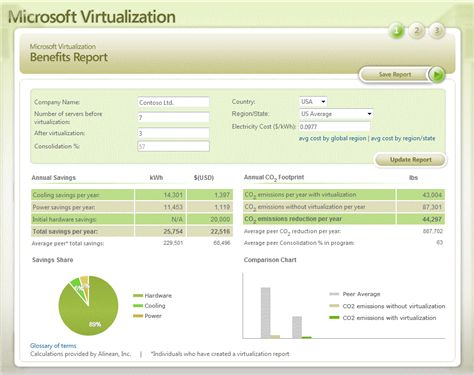 Microsoft Virtualization
1 2 3
Microsoft Virtualization
Benefits Report
Save Report
Company Name: Contoso Ltd.
Country: USA
Number of servers before virtualization: 7
Region/State: US Average
After virtualization: 3
Electricity Cost ($/kWh): 0.0977
Consolidation %: 57
avg cost by global region | avg cost by region/state
Update Report
Annual Savings kWh $(USD)
Cooling savings per year: 14,301 1,397
Power savings per year: 11,453 1,119
Initial hardware savings: N/A 20,000
Total savings per year: 25,754 22,516
Average peer* total savings: 229,501 68,496
Annual CO2 Footprint lbs
CO2 emissions per year with virtualization 43,004
CO2 emissions per year without virtualization 87,301
CO2 emissions reduction per year 44,297
Average peer CO2 reduction per year: 887,702
Average peer Consolidation % in program: 63
Savings Share
Hardware
Cooling
Power
89%
Comparison Chart
Peer Average
CO2 emissions without virtualization
CO2 emissions with virtualization
Glossary of terms
Calculations provided by Alinean, Inc. | *Individuals who have created a virtualization report.